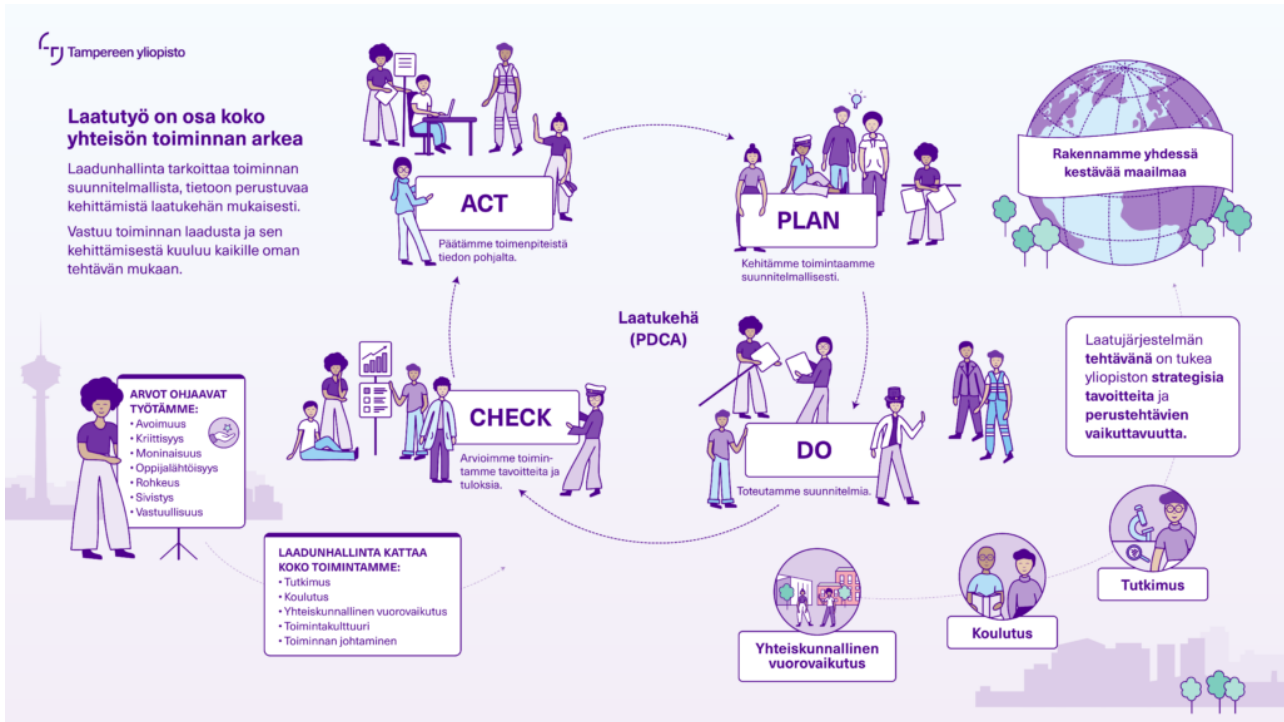 Tampereen yliopisto
Laatutyö on osa koko
yhteisön toiminnan arkea
Laadunhallinta tarkoittaa toiminnan
suunnitelmallista, tietoon perustuvaa
kehittämistä laatukehän mukaisesti.
Vastuu toiminnan laadusta ja sen
kehittämisestä kuuluu kaikille oman
tehtävän mukaan.
ACT
Päätämme toimenpiteistä
tiedon pohjalta.
PLAN
Kehitämme toimintaamme
suunnitelmallisesti.
Rakennamme yhdessä
kestävää maailmaa
Laatukehä
(PDCA)
CHECK
Arvioimme toimin-
tamme tavoitteita ja
tuloksia.
DO
Toteutamme suunnitelmia.
Laatujärjestelmän
tehtävänä on tukea
yliopiston strategisia
tavoitteita ja
perustehtävien
vaikuttavuutta.
ARVOT OHJAAVAT
TYÖTÄMME:
• Avoimuus
• Kriittisyys
• Moninaisuus
• Oppijalähtöisyys
• Rohkeus
• Sivistys
• Vastuullisuus
LAADUNHALLINTA KATTAA
KOKO TOIMINTAMME:
• Tutkimus
• Koulutus
• Yhteiskunnallinen vuorovaikutus
• Toimintakulttuuri
• Toiminnan johtaminen
Yhteiskunnallinen
vuorovaikutus
Koulutus
Tutkimus